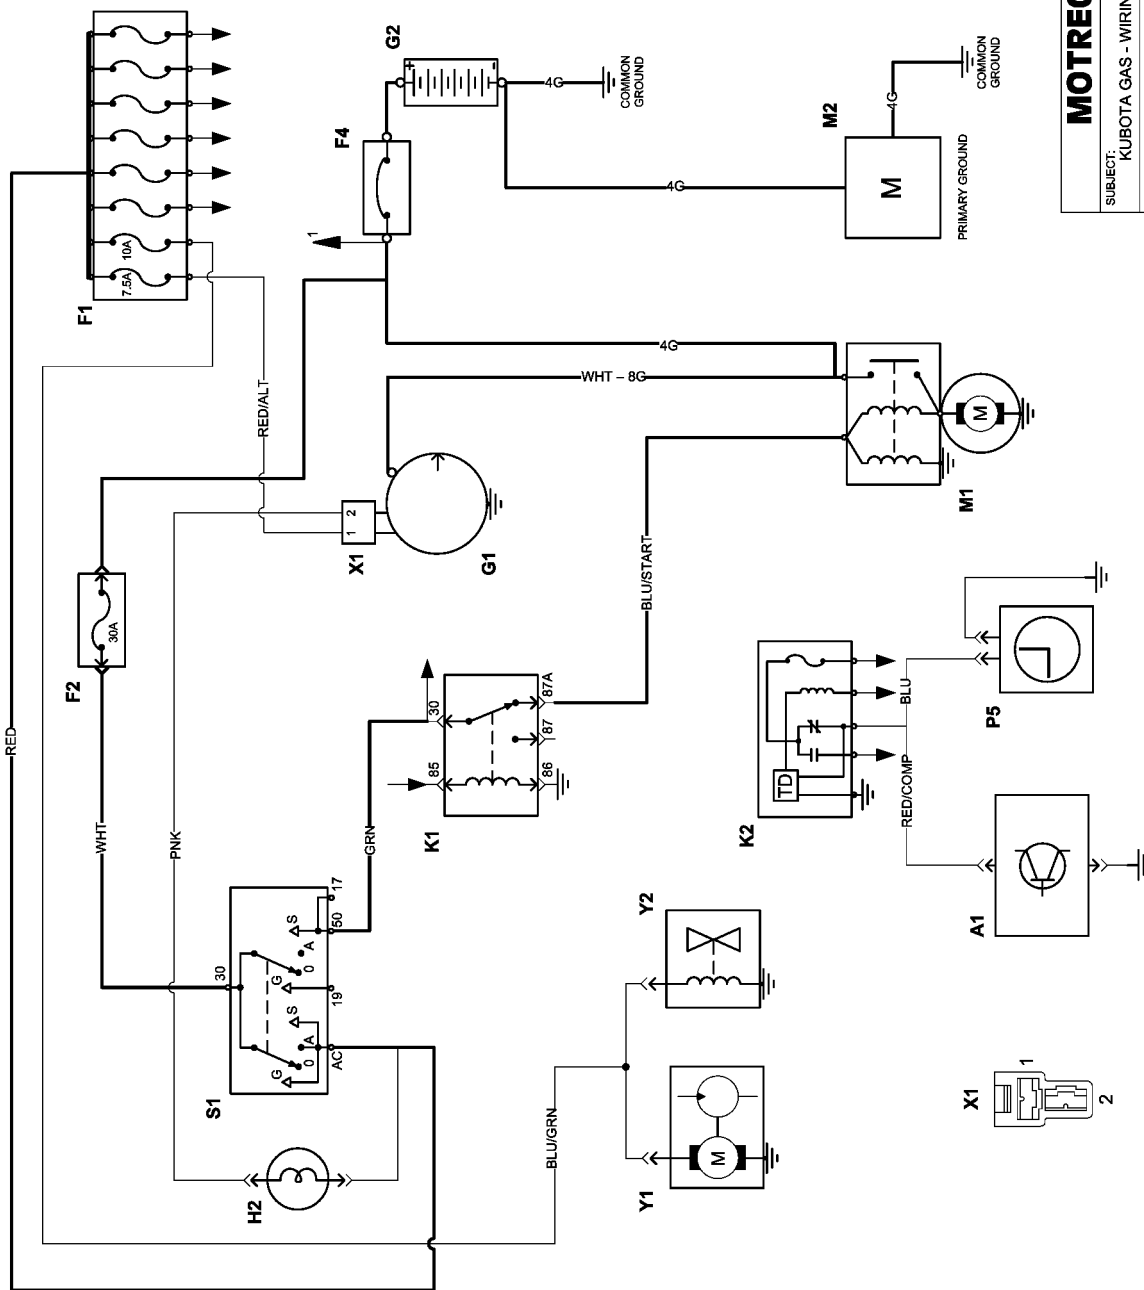 F1
7.5A
10A
G2
+
-
4G
COMMON
GROUND
F4
1
M2
M
PRIMARY GROUND
4G
4G
COMMON
GROUND
MOTREC
SUBJECT:
KUBOTA GAS - WIRIN
RED
RED/ALT
WHT – 8G
4G
F2
30A
X1
1
2
G1
M1
M
BLU/START
WHT
PNK
GRN
K1
85
30
86
87
87A
K2
TD
BLU
RED/COMP
P5
A1
S1
30
G
0
A
S
G
0
A
S
AC
19
50
17
H2
BLU/GRN
Y1
M
Y2
X1
1
2